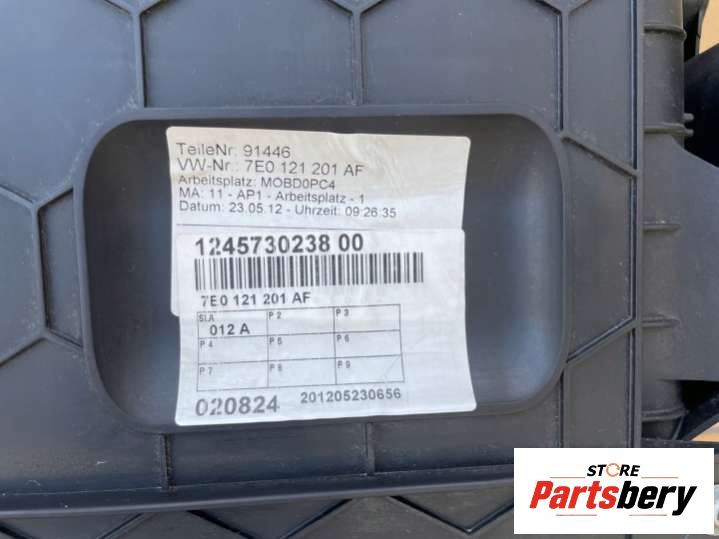 TeileNr: 91446
VW-Nr.: 7E0 121 201 AF
Arbeitsplatz: MOBD0PC4
MA: 11 - AP1 - Arbeitsplatz - 1
Datum: 23.05.12 - Uhrzeit: 09:26:35
1245730238 00
7E0 121 201 AF
SLA P 2 P 3
012 A
P 4 P 5 P 6
P 7 P 8 P 9
020824 201205230656
STORE
Partsbery